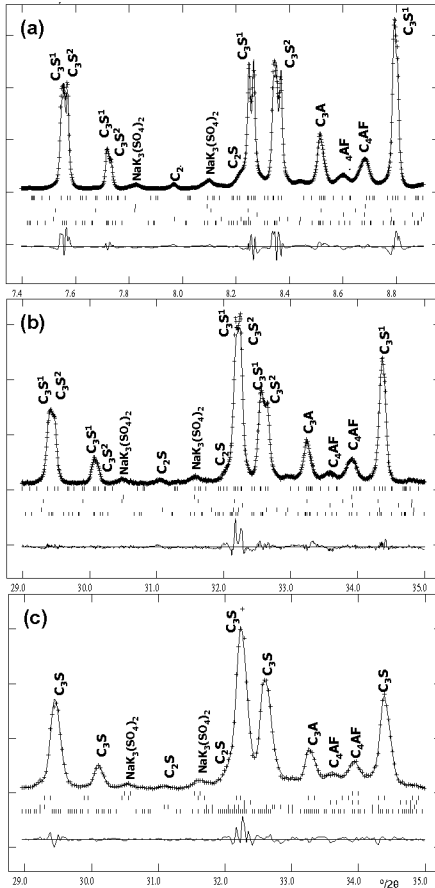 (a)
C₃S¹
C₃S²
C₃S¹
C₃S²
NaK₃(SO₄)₂
C₂
NaK₃(SO₄)₂
C₂S
C₃S¹
C₃S²
C₃A
C₄AF
C₄AF
C₃S¹
7.4 7.6 7.8 8.0 8.2 8.4 8.6 8.8
(b)
C₃S¹
C₃S²
C₃S¹
C₃S²
NaK₃(SO₄)₂
C₂S
NaK₃(SO₄)₂
C₂S
C₃S¹
C₃S²
C₃S¹
C₃S²
C₃A
C₄AF
C₄AF
C₃S¹
29.0 30.0 31.0 32.0 33.0 34.0 35.0
(c)
C₃S
C₃S
NaK₃(SO₄)₂
C₂S
NaK₃(SO₄)₂
C₂S
C₃S
C₃S
C₃A
C₄AF
C₄AF
C₃S
29.0 30.0 31.0 32.0 33.0 34.0 35.0
°/2θ